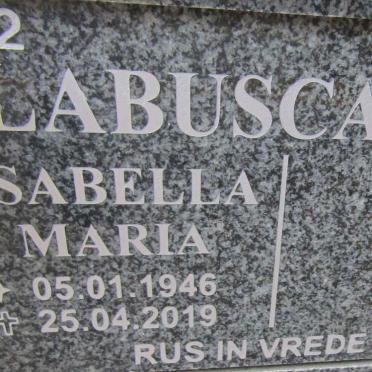 2
LABUSCA
SABELLA
MARIA
05.01.1946
25.04.2019
RUS IN VREDE